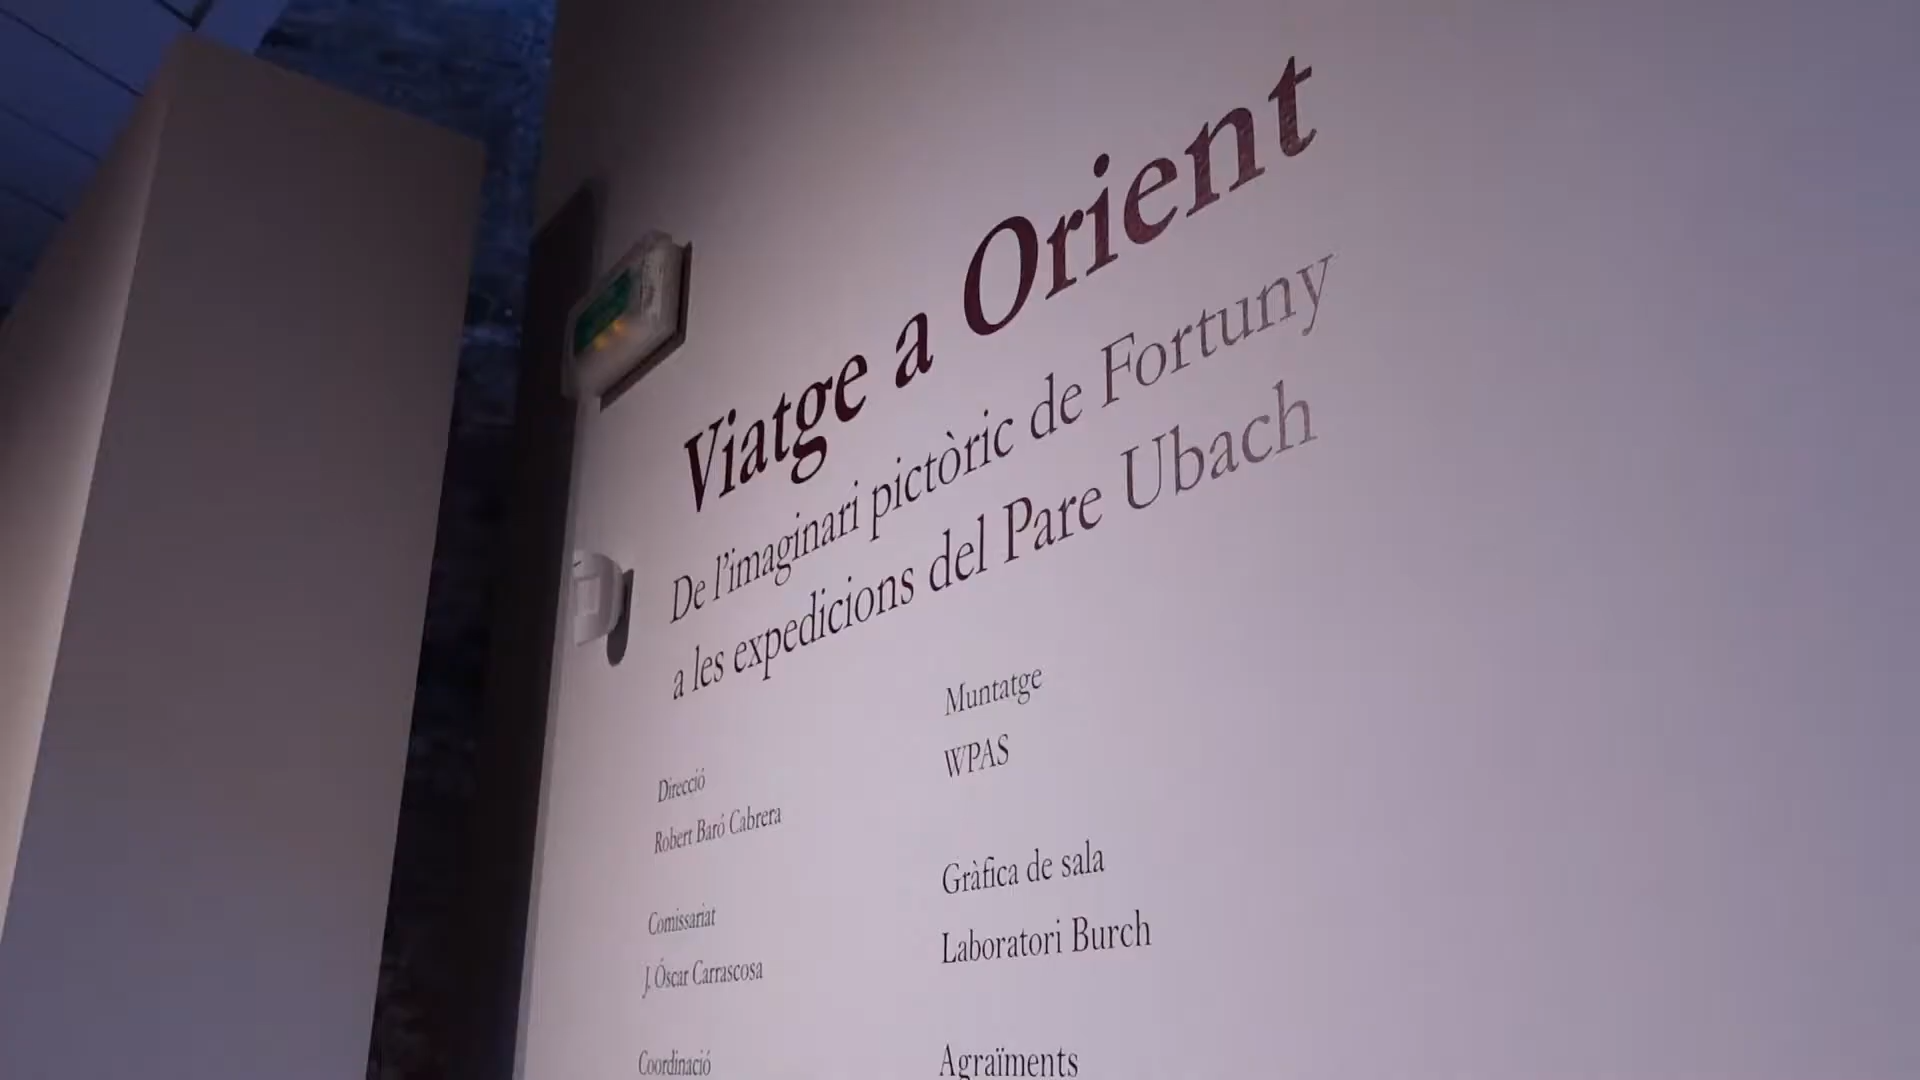 Viatge a Orient
De l'imaginari pictòric de Fortuny
a les expedicions del Pare Ubach
Direcció
Robert Baró Cabrera
Comissariat
J. Óscar Carrascosa
Coordinació
Muntatge
WPAS
Gràfica de sala
Laboratori Burch
Agraïments